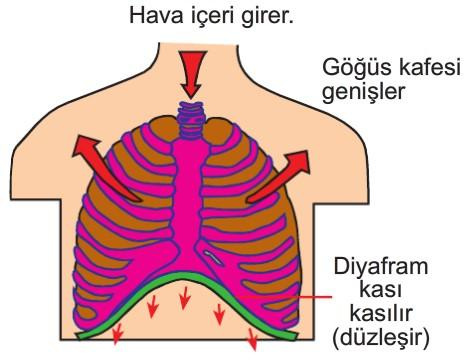 Hava içeri girer.
Göğüs kafesi
genişler
Diyafram
kası
kasılır
(düzleşir)